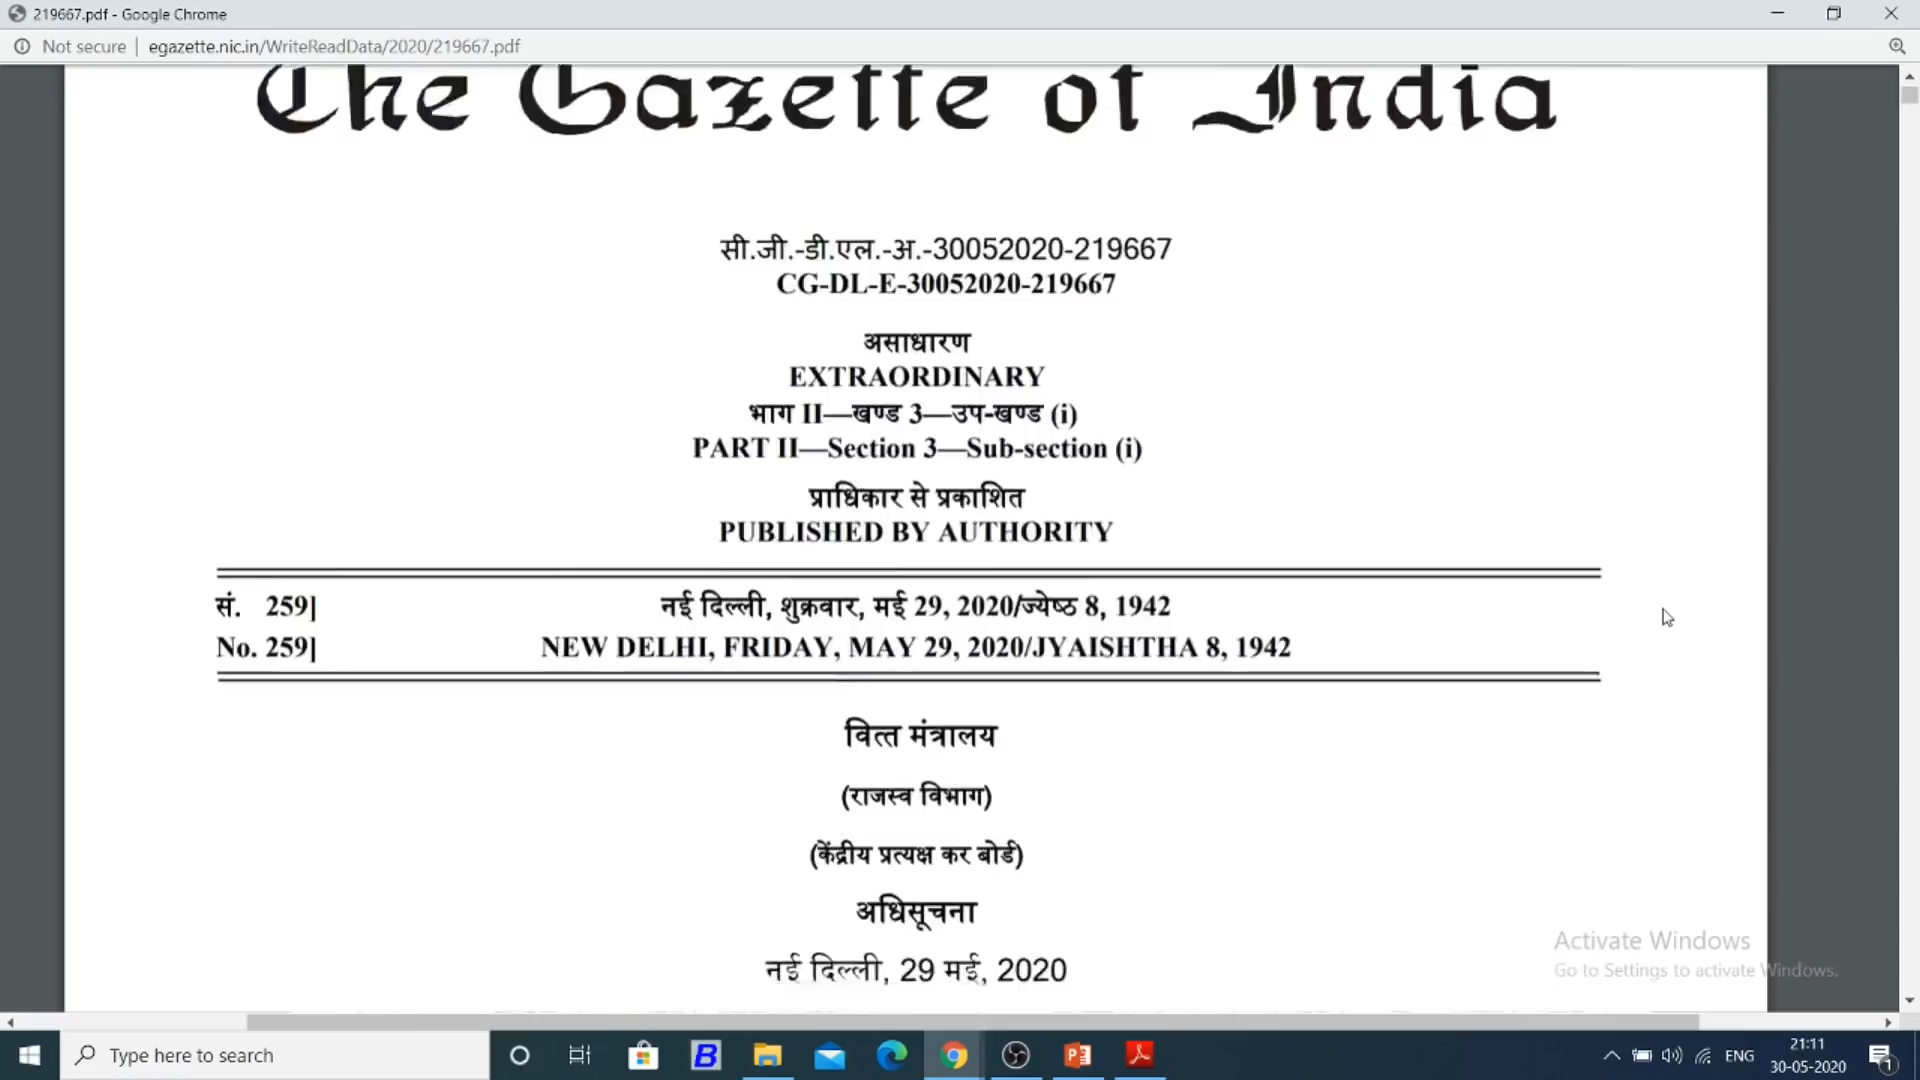 219667.pdf - Google Chrome
Not secure | egazette.nic.in/WriteReadData/2020/219667.pdf
The Gazette of India
सी.जी.-डी.एल.-अ.-30052020-219667
CG-DL-E-30052020-219667
असाधारण
EXTRAORDINARY
भाग II—खण्ड 3—उप-खण्ड (i)
PART II—Section 3—Sub-section (i)
प्राधिकार से प्रकाशित
PUBLISHED BY AUTHORITY
सं. 259] नई दिल्ली, शुक्रवार, मई 29, 2020/ज्येष्ठ 8, 1942
No. 259] NEW DELHI, FRIDAY, MAY 29, 2020/JYAISHTHA 8, 1942
वित्त मंत्रालय
(राजस्व विभाग)
(केंद्रीय प्रत्यक्ष कर बोर्ड)
अधिसूचना
नई दिल्ली, 29 मई, 2020
Activate Windows
Go to Settings to activate Windows.
Type here to search
ENG
21:11
30-05-2020
1